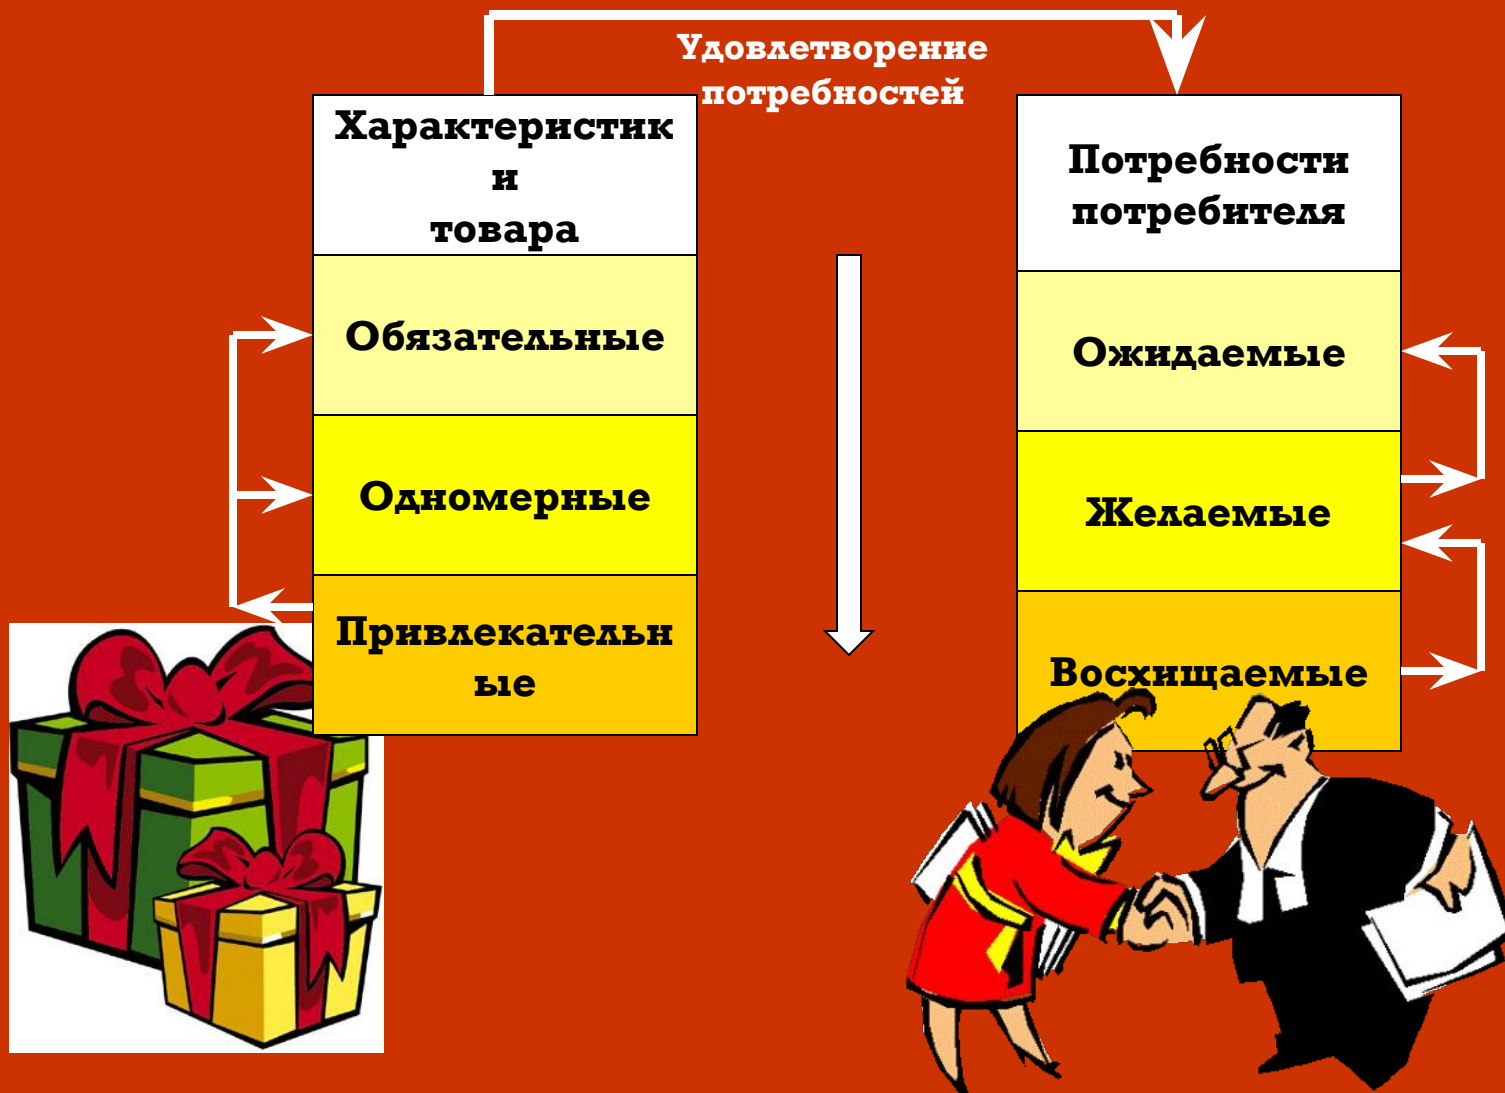 Удовлетворение
потребностей
Характеристик
и
товара
Обязательные
Одномерные
Привлекательн
ые
Потребности
потребителя
Ожидаемые
Желаемые
Восхищаемые